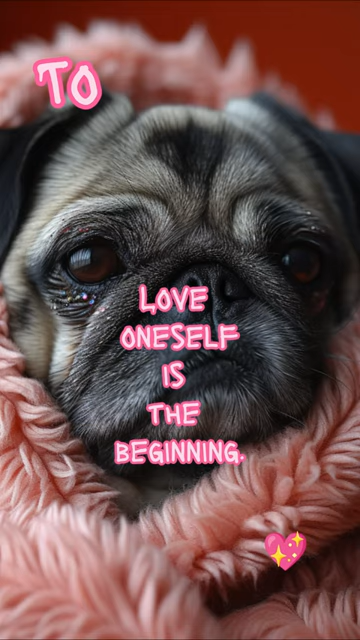 TO
LOVE
ONESELF
IS
THE
BEGINNING.